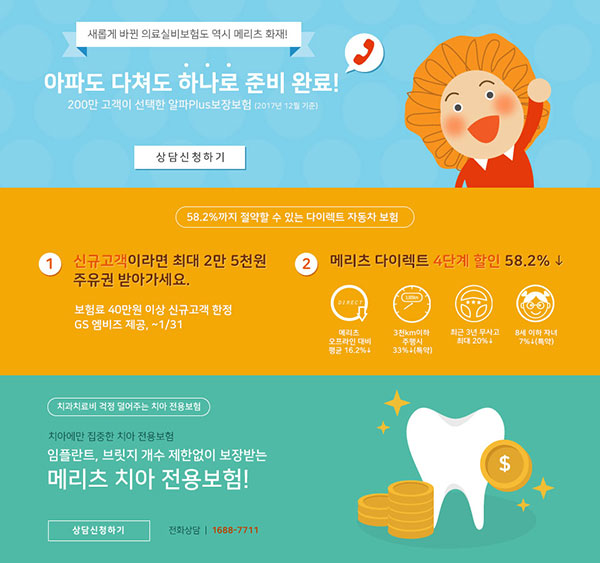 새롭게 바뀐 의료실비보험도 역시 메리츠 화재!
아파도 다쳐도 하나로 준비 완료!
200만 고객이 선택한 알파Plus보장보험 (2017년 12월 기준)
상담신청하기
58.2%까지 절약할 수 있는 다이렉트 자동차 보험
1
신규고객이라면 최대 2만 5천원
주유권 받아가세요.
보험료 40만원 이상 신규고객 한정
GS 엠비즈 제공, ~1/31
2
메리츠 다이렉트 4단계 할인 58.2% ↓
DIRECT
메리츠
오프라인 대비
평균 16.2%↓
3천km이하
주행시
33%↓(특약)
최근 3년 무사고
최대 20%↓
8세 이하 자녀
7%↓(특약)
치과치료비 걱정 덜어주는 치아 전용보험
치아에만 집중한 치아 전용보험
임플란트, 브릿지 개수 제한없이 보장받는
메리츠 치아 전용보험!
상담신청하기
전화상담 | 1688-7711
$